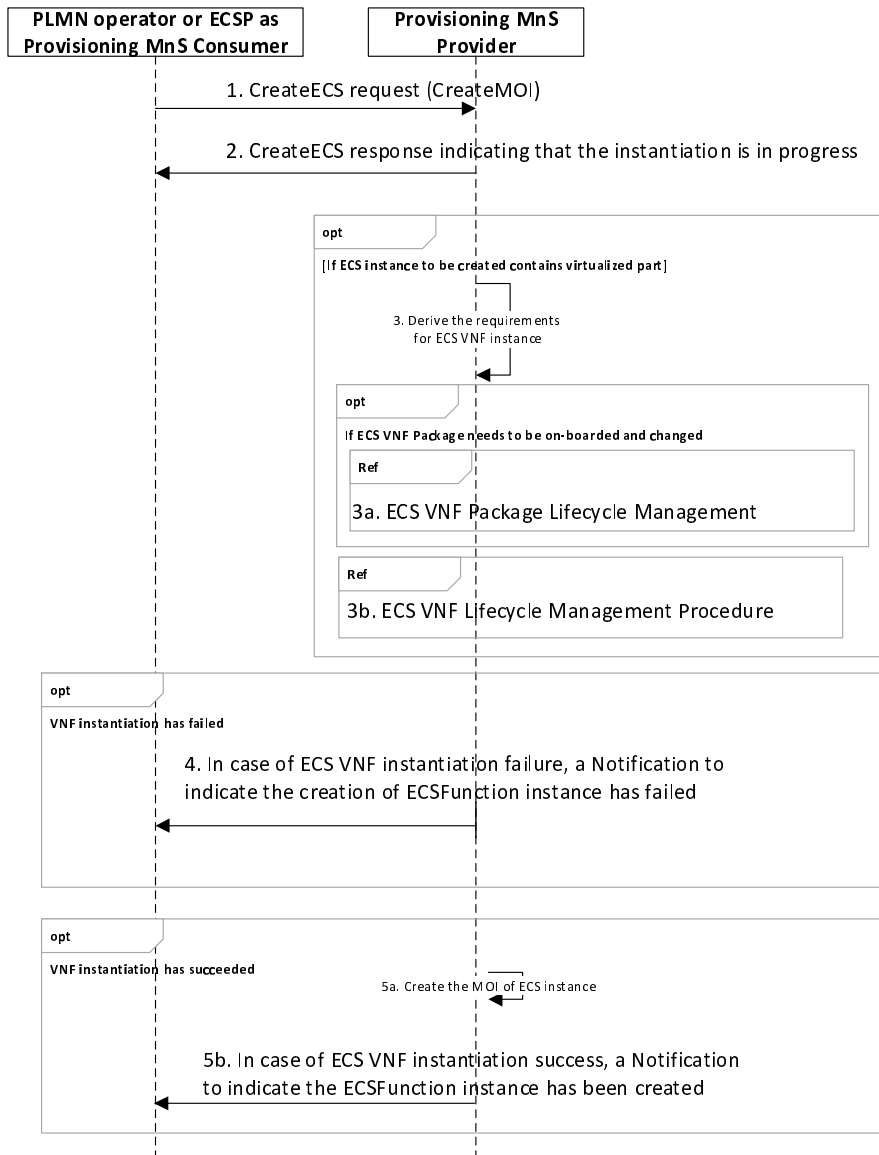 PLMN operator or ECSP as
Provisioning MnS Consumer
Provisioning MnS
Provider
1. CreateECS request (CreateMOI)
2. CreateECS response indicating that the instantiation is in progress
opt
[If ECS instance to be created contains virtualized part]
3. Derive the requirements
for ECS VNF instance
opt
If ECS VNF Package needs to be on-boarded and changed
Ref
3a. ECS VNF Package Lifecycle Management
Ref
3b. ECS VNF Lifecycle Management Procedure
opt
VNF instantiation has failed
4. In case of ECS VNF instantiation failure, a Notification to
indicate the creation of ECSFunction instance has failed
opt
VNF instantiation has succeeded
5a. Create the MOI of ECS instance
5b. In case of ECS VNF instantiation success, a Notification
to indicate the ECSFunction instance has been created